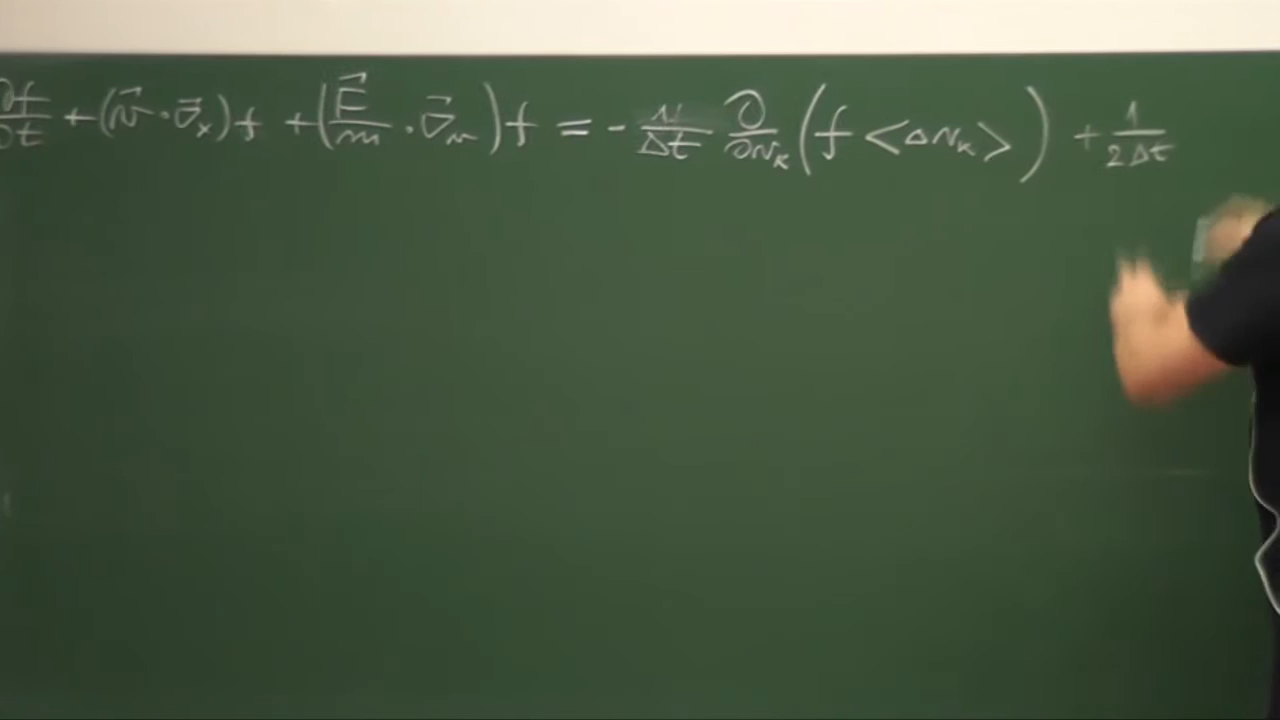 ∂f/∂t + (v⃗ · ∇⃗ₓ) f + (F⃗/m · ∇⃗ᵥ) f = - 1/Δt ∂/∂vₖ (f <Δvₖ>) + 1/2Δt